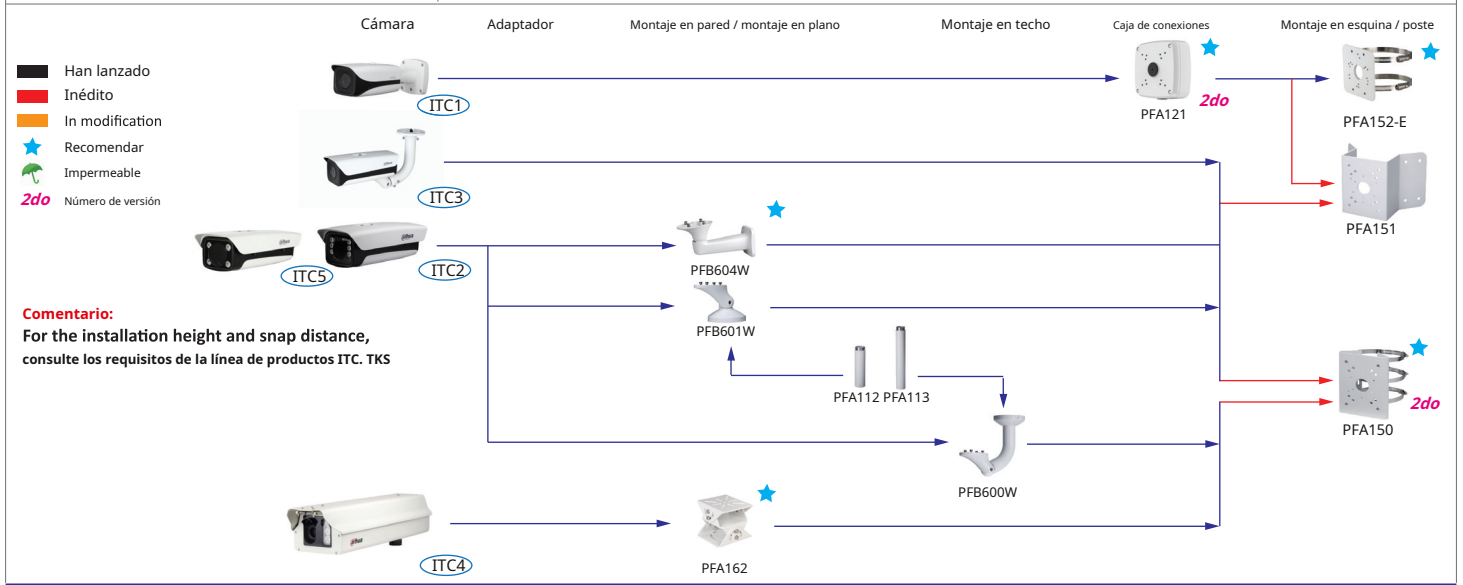 Cámara Adaptador Montaje en pared / montaje en plano Montaje en techo Caja de conexiones Montaje en esquina / poste
Han lanzado
Inédito
In modification
Recomendar
Impermeable
2do Número de versión
ITC1
2do
PFA121
PFA152-E
ITC3
PFA151
ITC5
ITC2
PFB604W
PFB601W
Comentario:
For the installation height and snap distance,
consulte los requisitos de la línea de productos ITC. TKS
PFA112 PFA113
2do
PFA150
PFB600W
ITC4
PFA162